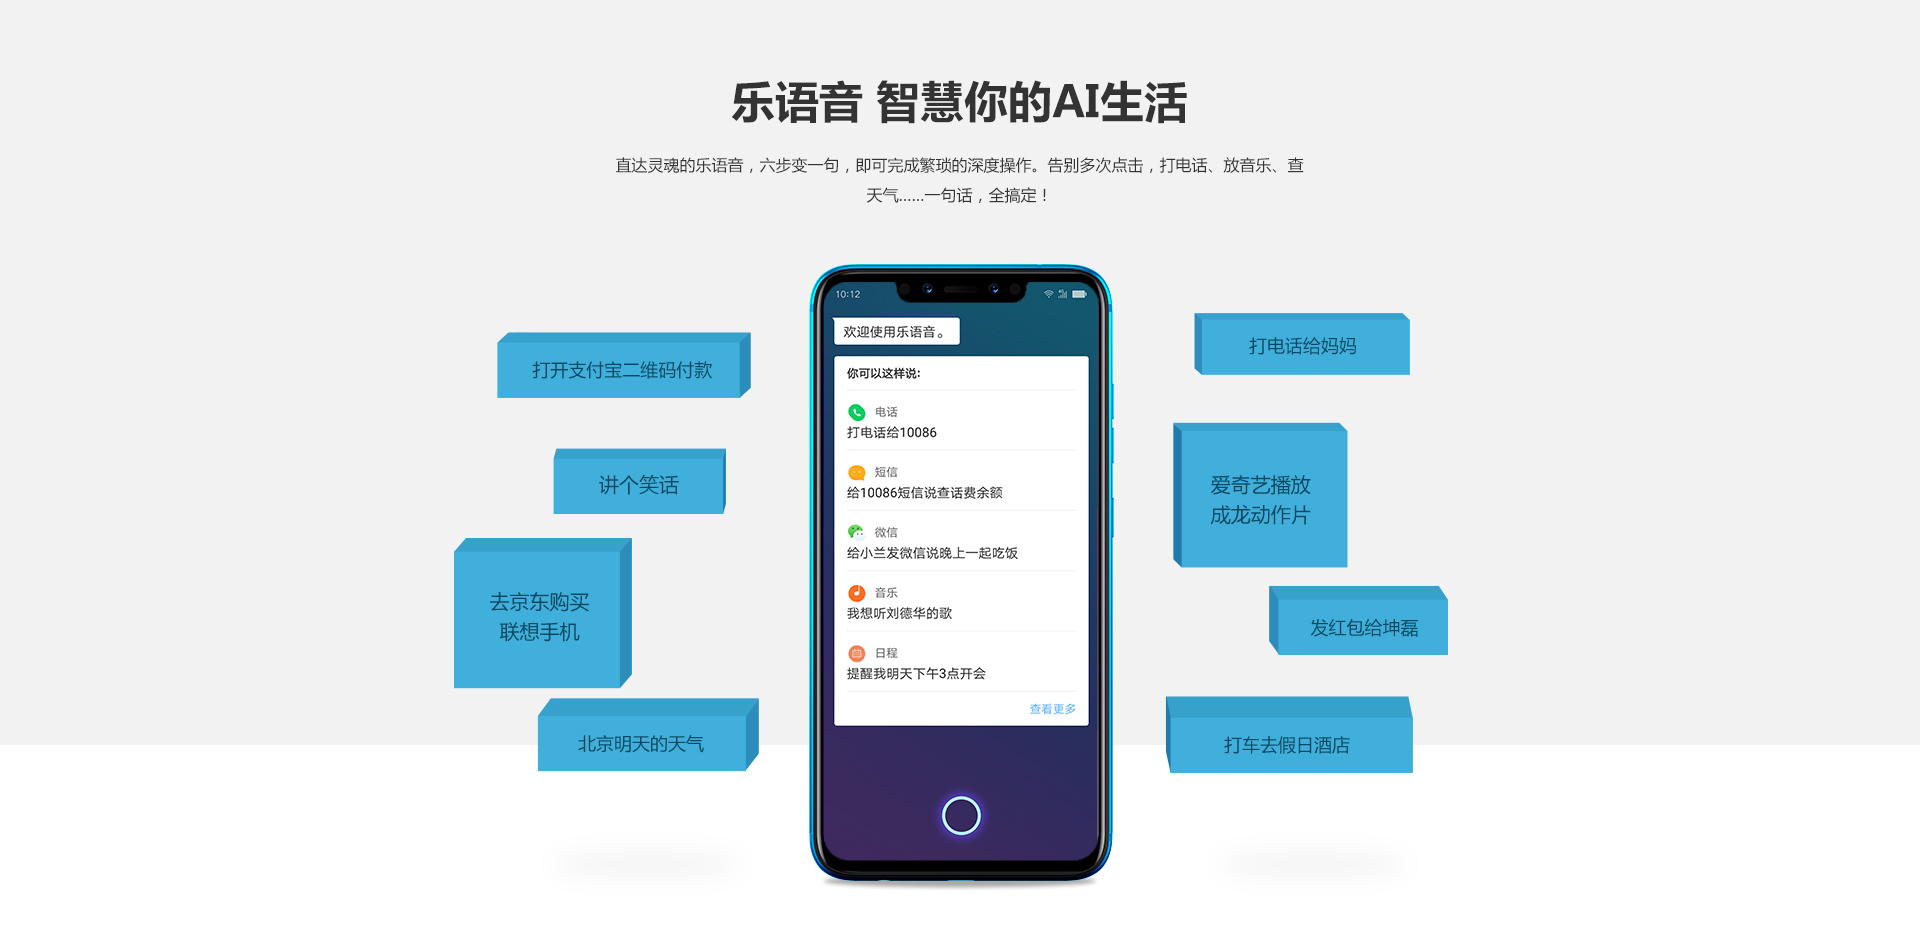 乐语音 智慧你的AI生活
直达灵魂的乐语音，六步变一句，即可完成繁琐的深度操作。告别多次点击，打电话、放音乐、查
天气......一句话，全搞定！
打开支付宝二维码付款
讲个笑话
去京东购买
联想手机
北京明天的天气
10:12
欢迎使用乐语音。
你可以这样说:
电话
打电话给10086
短信
给10086短信说查话费余额
微信
给小兰发微信说晚上一起吃饭
音乐
我想听刘德华的歌
日程
提醒我明天下午3点开会
查看更多
打电话给妈妈
爱奇艺播放
成龙动作片
发红包给坤磊
打车去假日酒店